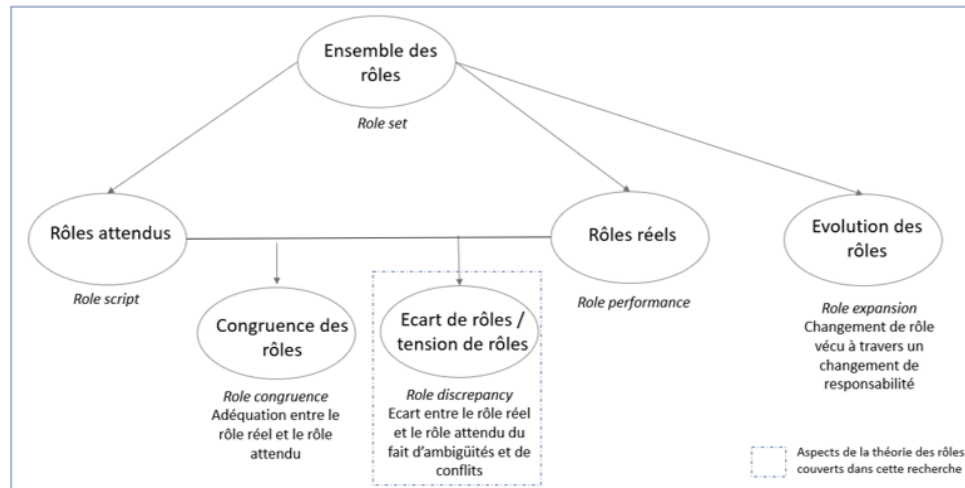 Ensemble des
rôles
Role set
Rôles attendus
Role script
Rôles réels
Role performance
Evolution des
rôles
Role expansion
Changement de rôle
vécu à travers un
changement de
responsabilité
Congruence des
rôles
Role congruence
Adéquation entre le
rôle réel et le rôle
attendu
Ecart de rôles /
tension de rôles
Role discrepancy
Ecart entre le rôle réel
et le rôle attendu du
fait d'ambigüités et de
conflits
Aspects de la théorie des rôles
couverts dans cette recherche